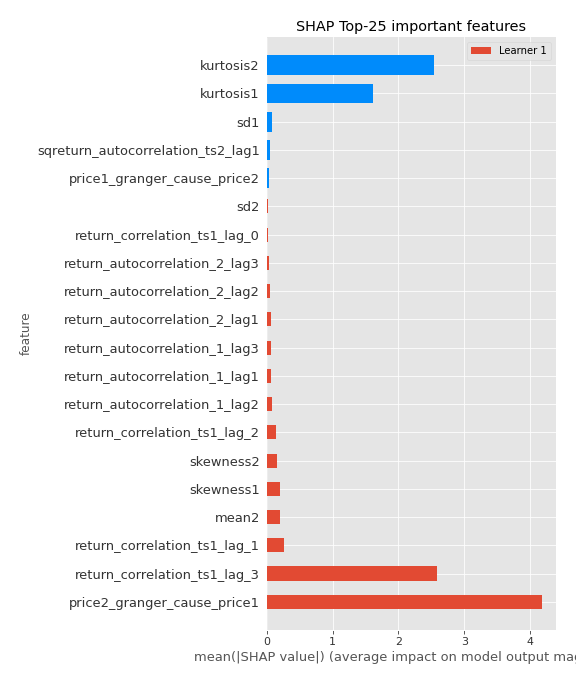 SHAP Top-25 important features
Learner 1
kurtosis2
kurtosis1
sd1
sqreturn_autocorrelation_ts2_lag1
price1_granger_cause_price2
sd2
return_correlation_ts1_lag_0
return_autocorrelation_2_lag3
return_autocorrelation_2_lag2
return_autocorrelation_2_lag1
return_autocorrelation_1_lag3
return_autocorrelation_1_lag1
return_autocorrelation_1_lag2
return_correlation_ts1_lag_2
skewness2
skewness1
mean2
return_correlation_ts1_lag_1
return_correlation_ts1_lag_3
price2_granger_cause_price1
feature
0 1 2 3 4
mean(|SHAP value|) (average impact on model output mag